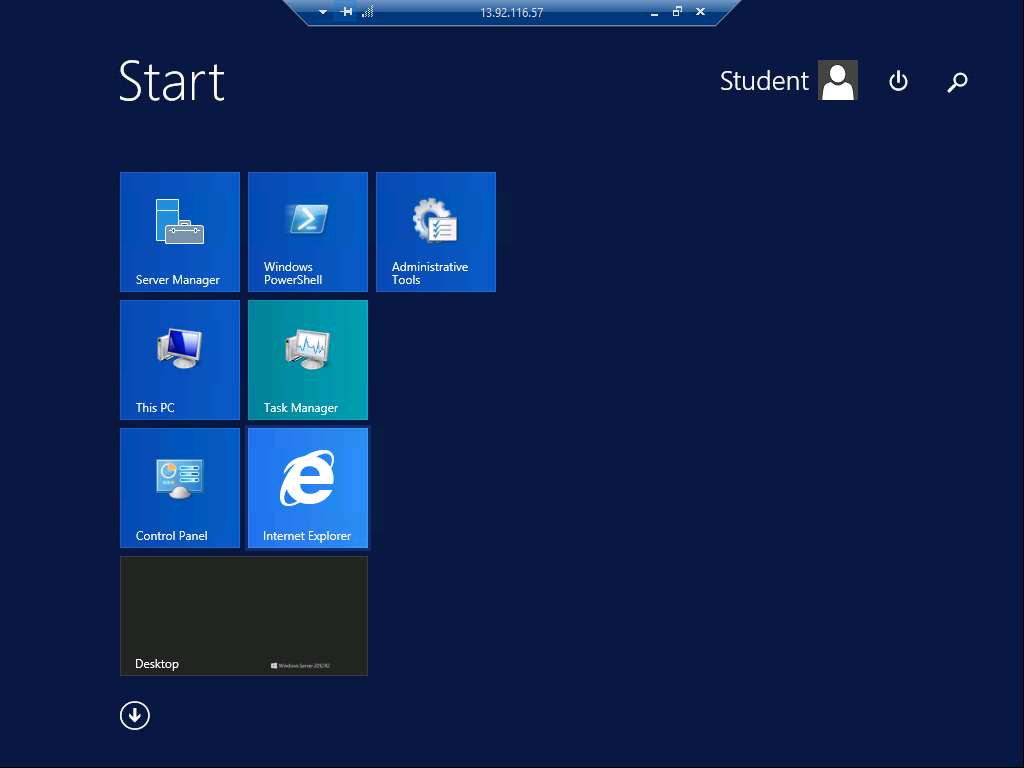 13.92.116.57
Start
Student
Server Manager
Windows
PowerShell
Administrative
Tools
This PC
Task Manager
Control Panel
Internet Explorer
Desktop
Windows Server 2012 R2